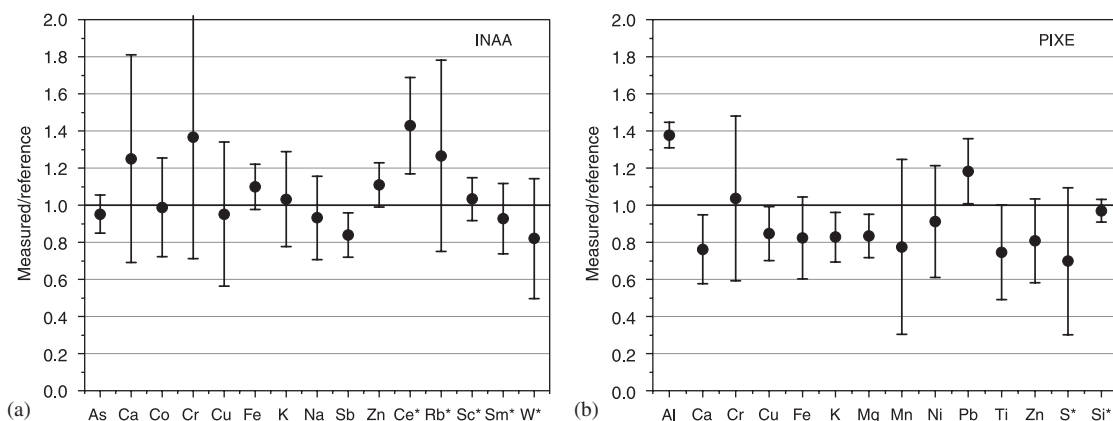 2.0
1.8
1.6
1.4
1.2
1.0
0.8
0.6
0.4
0.2
0.0
Measured/reference
INAA
As Ca Co Cr Cu Fe K Na Sb Zn Ce* Rb* Sc* Sm* W*
(a)
2.0
1.8
1.6
1.4
1.2
1.0
0.8
0.6
0.4
0.2
0.0
Measured/reference
PIXE
Al Ca Cr Cu Fe K Mg Mn Ni Pb Ti Zn S* Si*
(b)